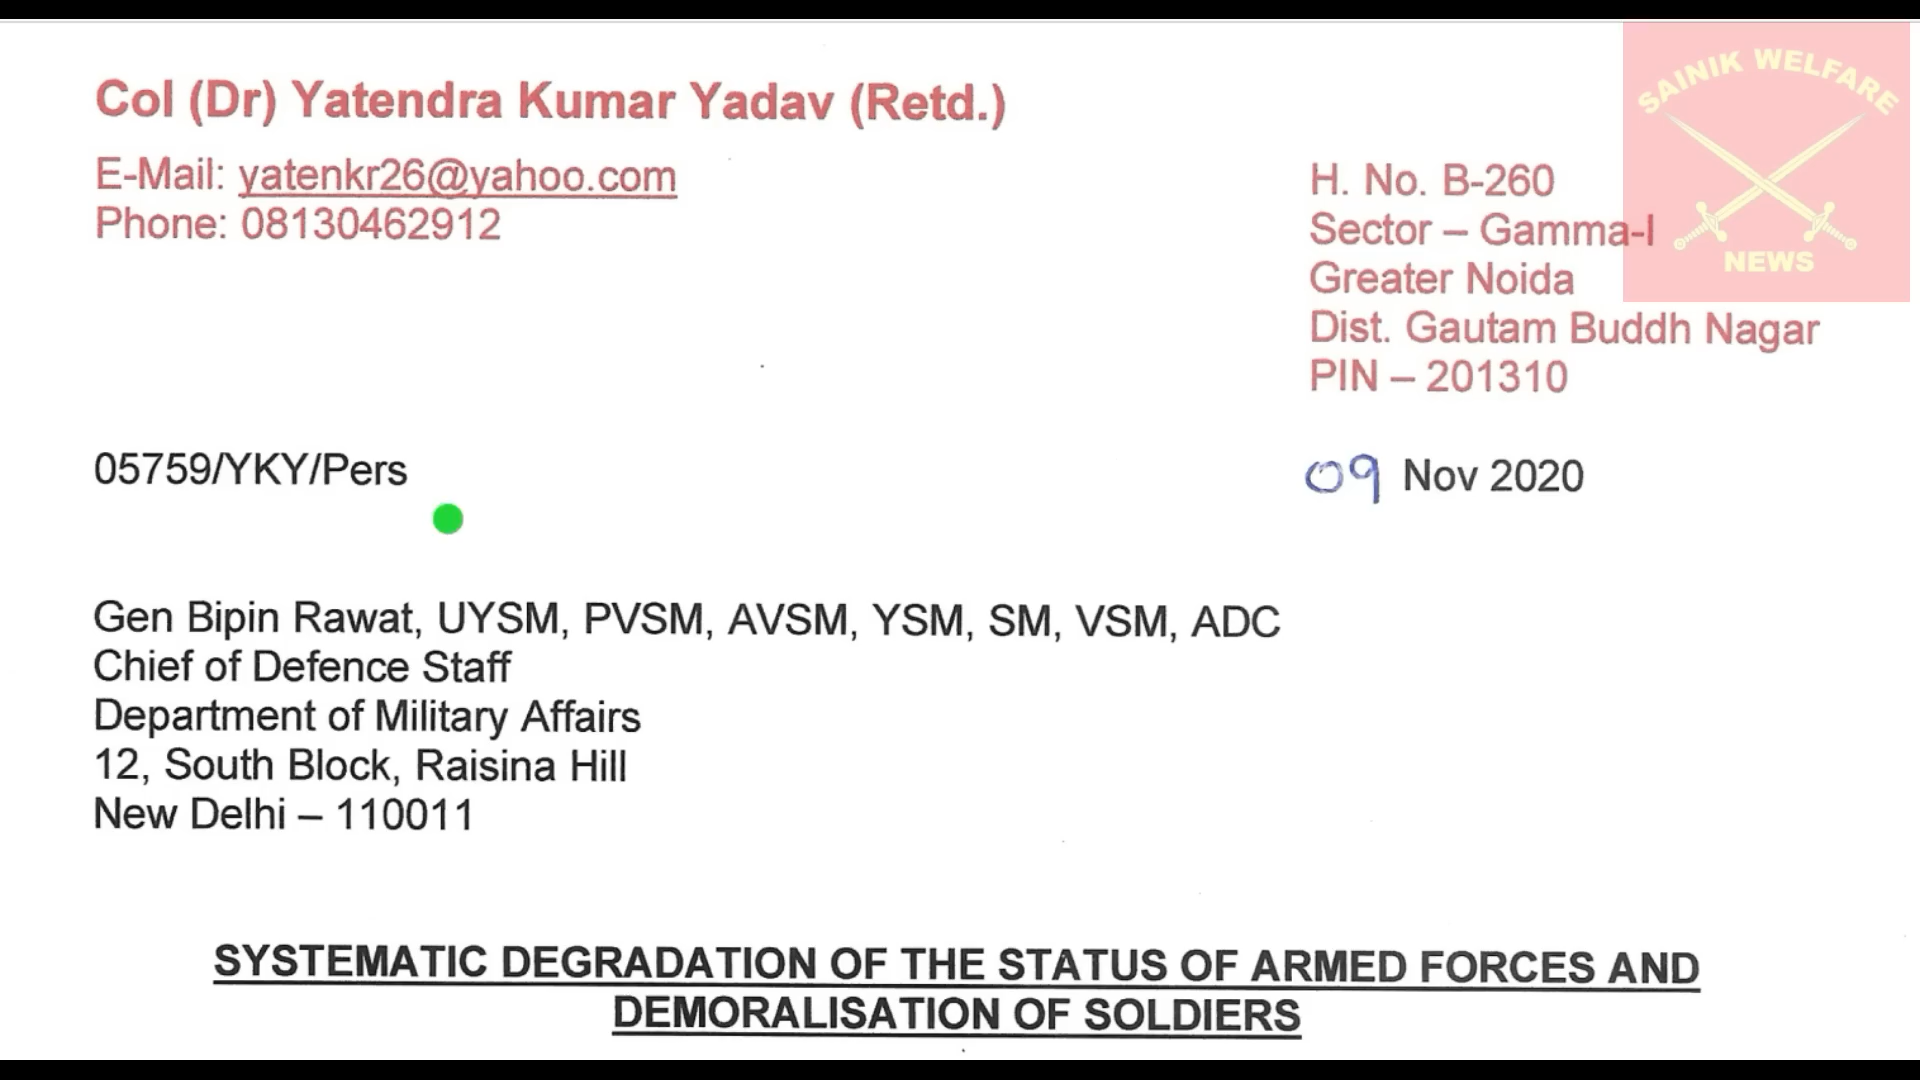 SAINIK WELFARE
NEWS
Col (Dr) Yatendra Kumar Yadav (Retd.)
E-Mail: yatenkr26@yahoo.com
Phone: 08130462912
H. No. B-260
Sector – Gamma-I
Greater Noida
Dist. Gautam Buddh Nagar
PIN – 201310
05759/YKY/Pers
09 Nov 2020
Gen Bipin Rawat, UYSM, PVSM, AVSM, YSM, SM, VSM, ADC
Chief of Defence Staff
Department of Military Affairs
12, South Block, Raisina Hill
New Delhi – 110011
SYSTEMATIC DEGRADATION OF THE STATUS OF ARMED FORCES AND
DEMORALISATION OF SOLDIERS